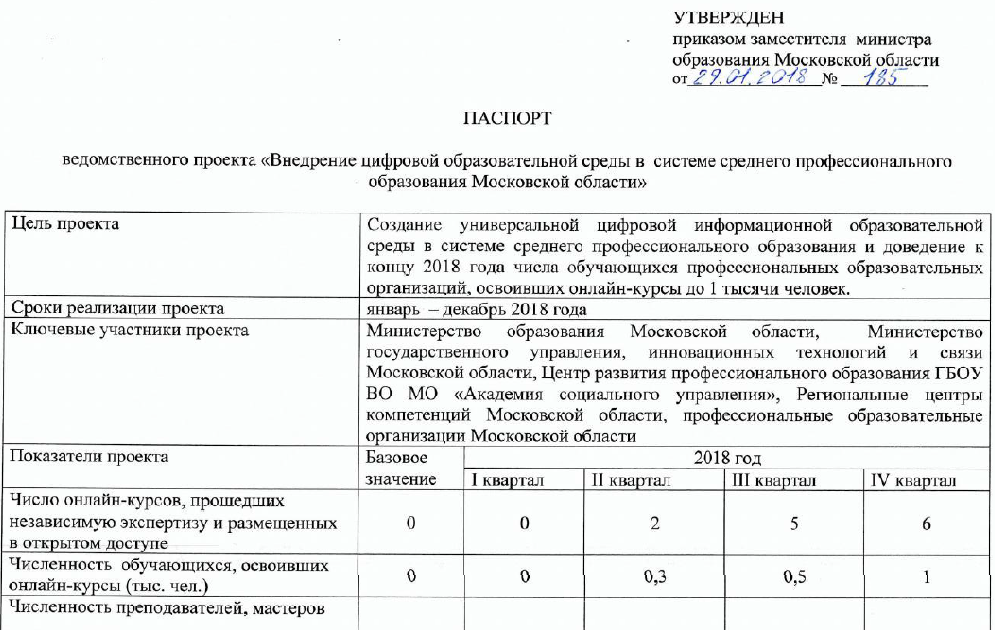 УТВЕРЖДЕН
приказом заместителя министра
образования Московской области
от 29.01.2018 № 185
ПАСПОРТ
ведомственного проекта «Внедрение цифровой образовательной среды в системе среднего профессионального
образования Московской области»
Цель проекта
Создание универсальной цифровой информационной образовательной
среды в системе среднего профессионального образования и доведение к
концу 2018 года числа обучающихся профессиональных образовательных
организаций, освоивших онлайн-курсы до 1 тысячи человек.
Сроки реализации проекта
январь – декабрь 2018 года
Ключевые участники проекта
Министерство образования Московской области, Министерство
государственного управления, инновационных технологий и связи
Московской области, Центр развития профессионального образования ГБОУ
ВО МО «Академия социального управления», Региональные центры
компетенций Московской области, профессиональные образовательные
организации Московской области
Показатели проекта
Базовое
значение
2018 год
I квартал II квартал III квартал IV квартал
Число онлайн-курсов, прошедших
независимую экспертизу и размещенных
в открытом доступе
0 0 2 5 6
Численность обучающихся, освоивших
онлайн-курсы (тыс. чел.)
0 0 0,3 0,5 1
Численность преподавателей, мастеров